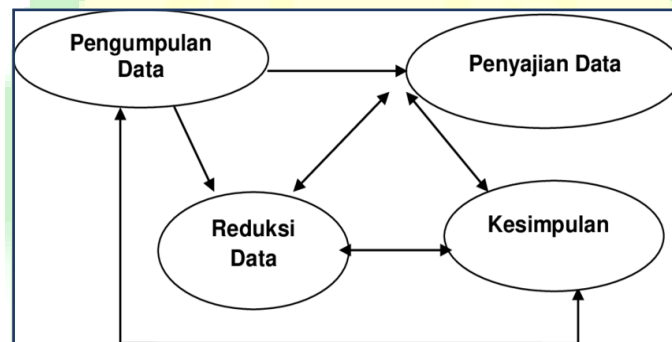 Pengumpulan
Data
Penyajian Data
Reduksi
Data
Kesimpulan